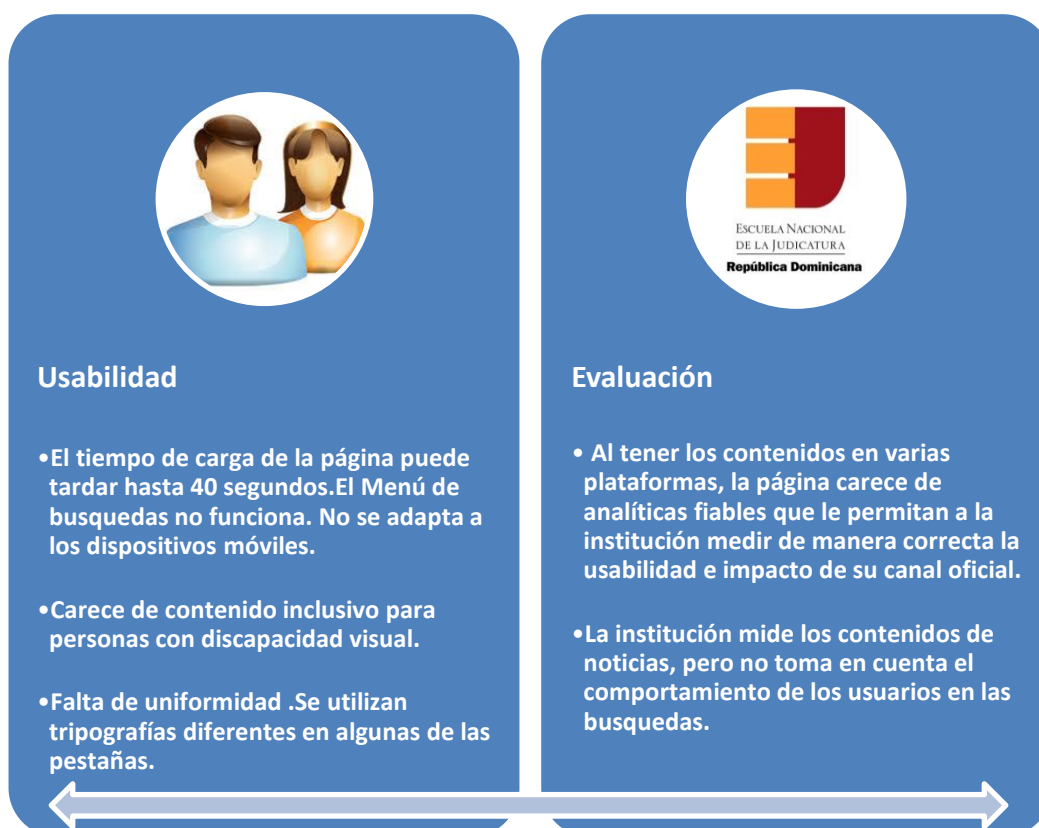 Usabilidad
•El tiempo de carga de la página puede
tardar hasta 40 segundos.El Menú de
busquedas no funciona. No se adapta a
los dispositivos móviles.
•Carece de contenido inclusivo para
personas con discapacidad visual.
•Falta de uniformidad .Se utilizan
tripografías diferentes en algunas de las
pestañas.
ESCUELA NACIONAL
DE LA JUDICATURA
República Dominicana
Evaluación
• Al tener los contenidos en varias
plataformas, la página carece de
analíticas fiables que le permitan a la
institución medir de manera correcta la
usabilidad e impacto de su canal oficial.
•La institución mide los contenidos de
noticias, pero no toma en cuenta el
comportamiento de los usuarios en las
busquedas.